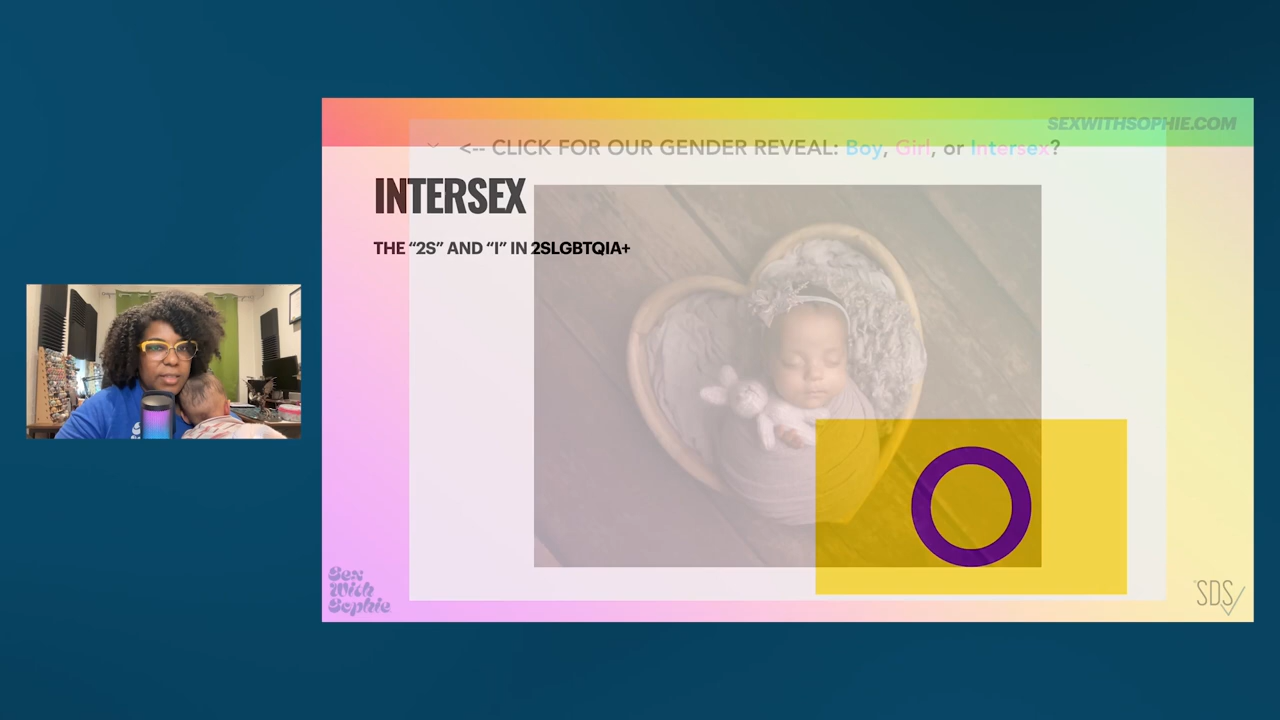 SEXWITHSOPHIE.COM
<-- CLICK FOR OUR GENDER REVEAL: Boy, Girl, or Intersex?
INTERSEX
THE “2S” AND “I” IN 2SLGBTQIA+
Sex
With
Sophie
SDS